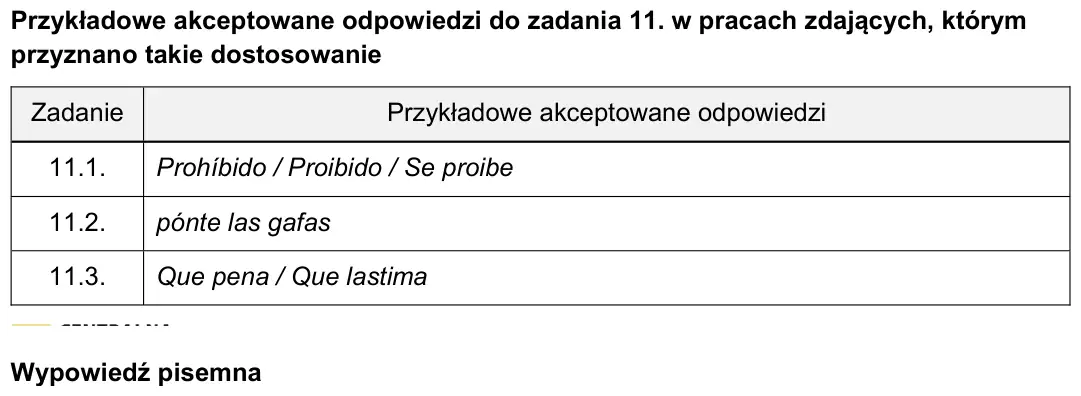 Przykładowe akceptowane odpowiedzi do zadania 11. w pracach zdających, którym
przyznano takie dostosowanie
Zadanie Przykładowe akceptowane odpowiedzi
11.1. Prohíbido / Proibido / Se proibe
11.2. pónte las gafas
11.3. Que pena / Que lastima
Wypowiedź pisemna